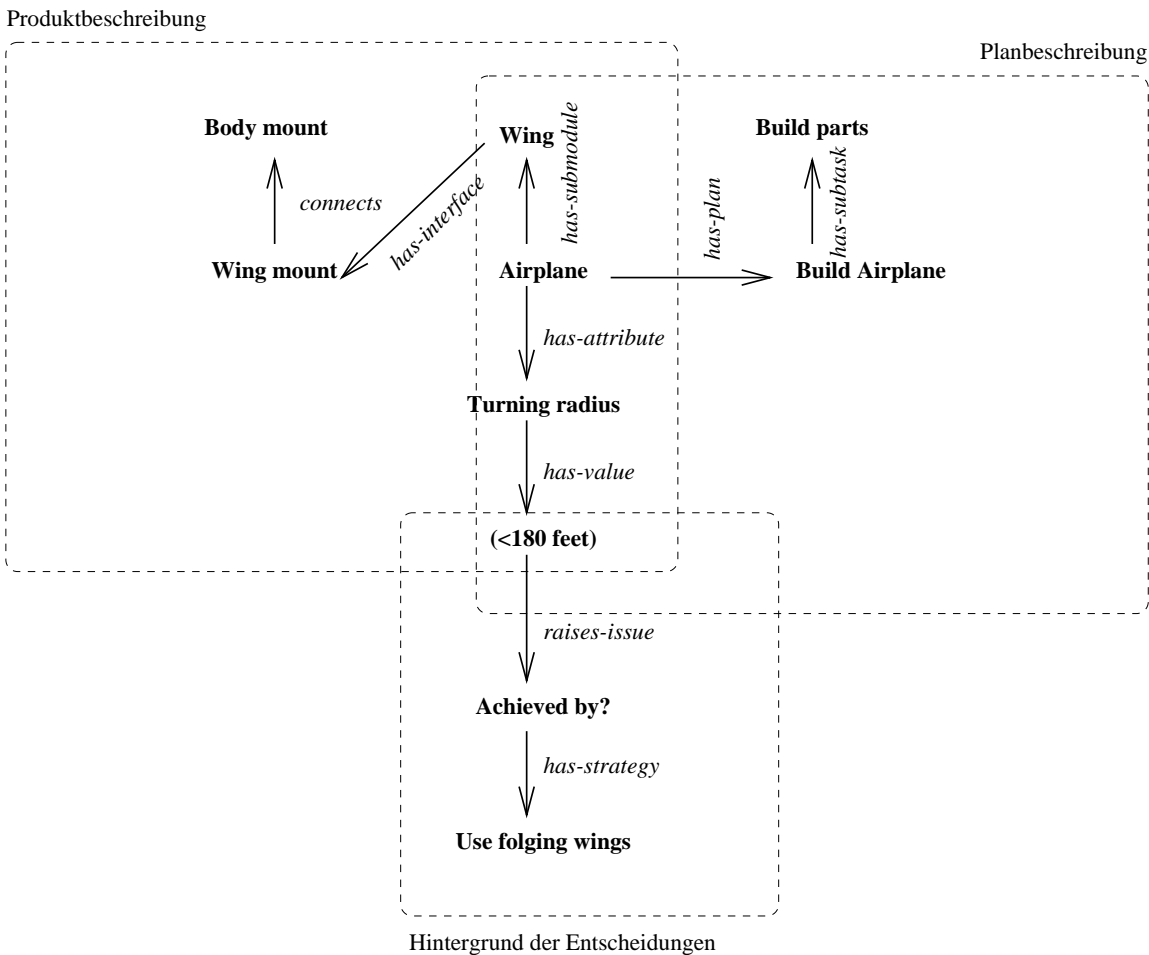 Produktbeschreibung
Planbeschreibung
Body mount
Wing
Build parts
connects
has-interface
has-submodule
has-plan
has-subtask
Wing mount
Airplane
Build Airplane
has-attribute
Turning radius
has-value
(<180 feet)
raises-issue
Achieved by?
has-strategy
Use folging wings
Hintergrund der Entscheidungen